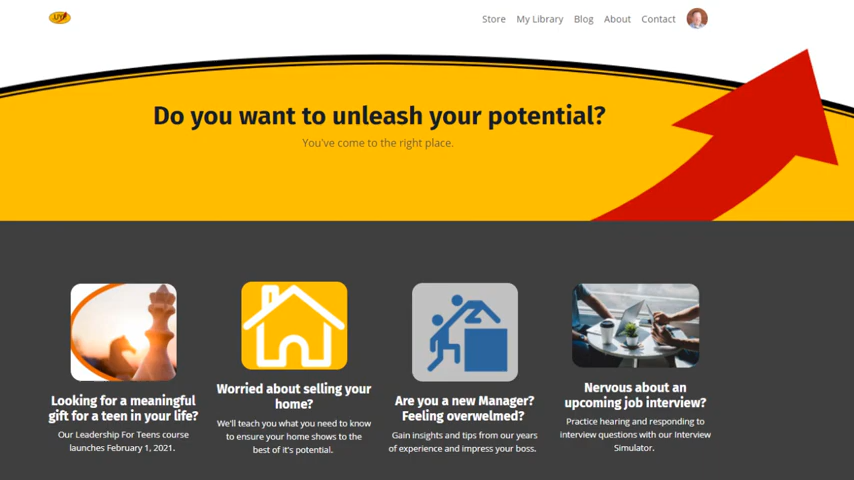 Store My Library Blog About Contact
Do you want to unleash your potential?
You've come to the right place.
Looking for a meaningful
gift for a teen in your life?
Our Leadership For Teens course
launches February 1, 2021.
Worried about selling your
home?
We'll teach you what you need to know
to ensure your home shows to the
best of it's potential.
Are you a new Manager?
Feeling overwelmed?
Gain insights and tips from our years
of experience and impress your boss.
Nervous about an
upcoming job interview?
Practice hearing and responding to
interview questions with our Interview
Simulator.